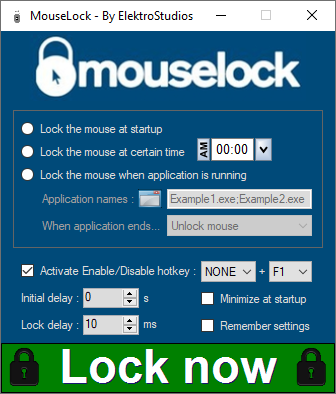 MouseLock - By ElektroStudios
mouselock
Lock the mouse at startup
Lock the mouse at certain time AM 00:00
Lock the mouse when application is running
Application names : Example1.exe;Example2.exe
When application ends... Unlock mouse
Activate Enable/Disable hotkey : NONE + F1
Initial delay : 0 s Minimize at startup
Lock delay : 10 ms Remember settings
Lock now